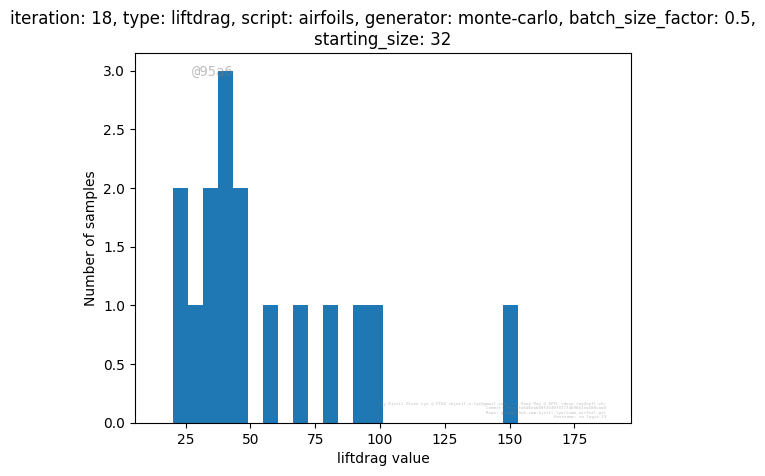 iteration: 18, type: liftdrag, script: airfoils, generator: monte-carlo, batch_size_factor: 0.5,
starting_size: 32
@95a6
3.0
2.5
2.0
1.5
1.0
0.5
0.0
Number of samples
25 50 75 100 125 150 175
liftdrag value